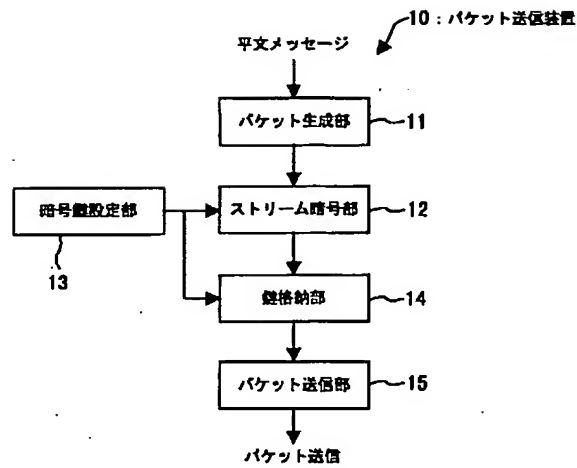 10：パケット送信装置
平文メッセージ
パケット生成部
11
暗号鍵設定部
ストリーム暗号部
12
13
鍵格納部
14
パケット送信部
15
パケット送信